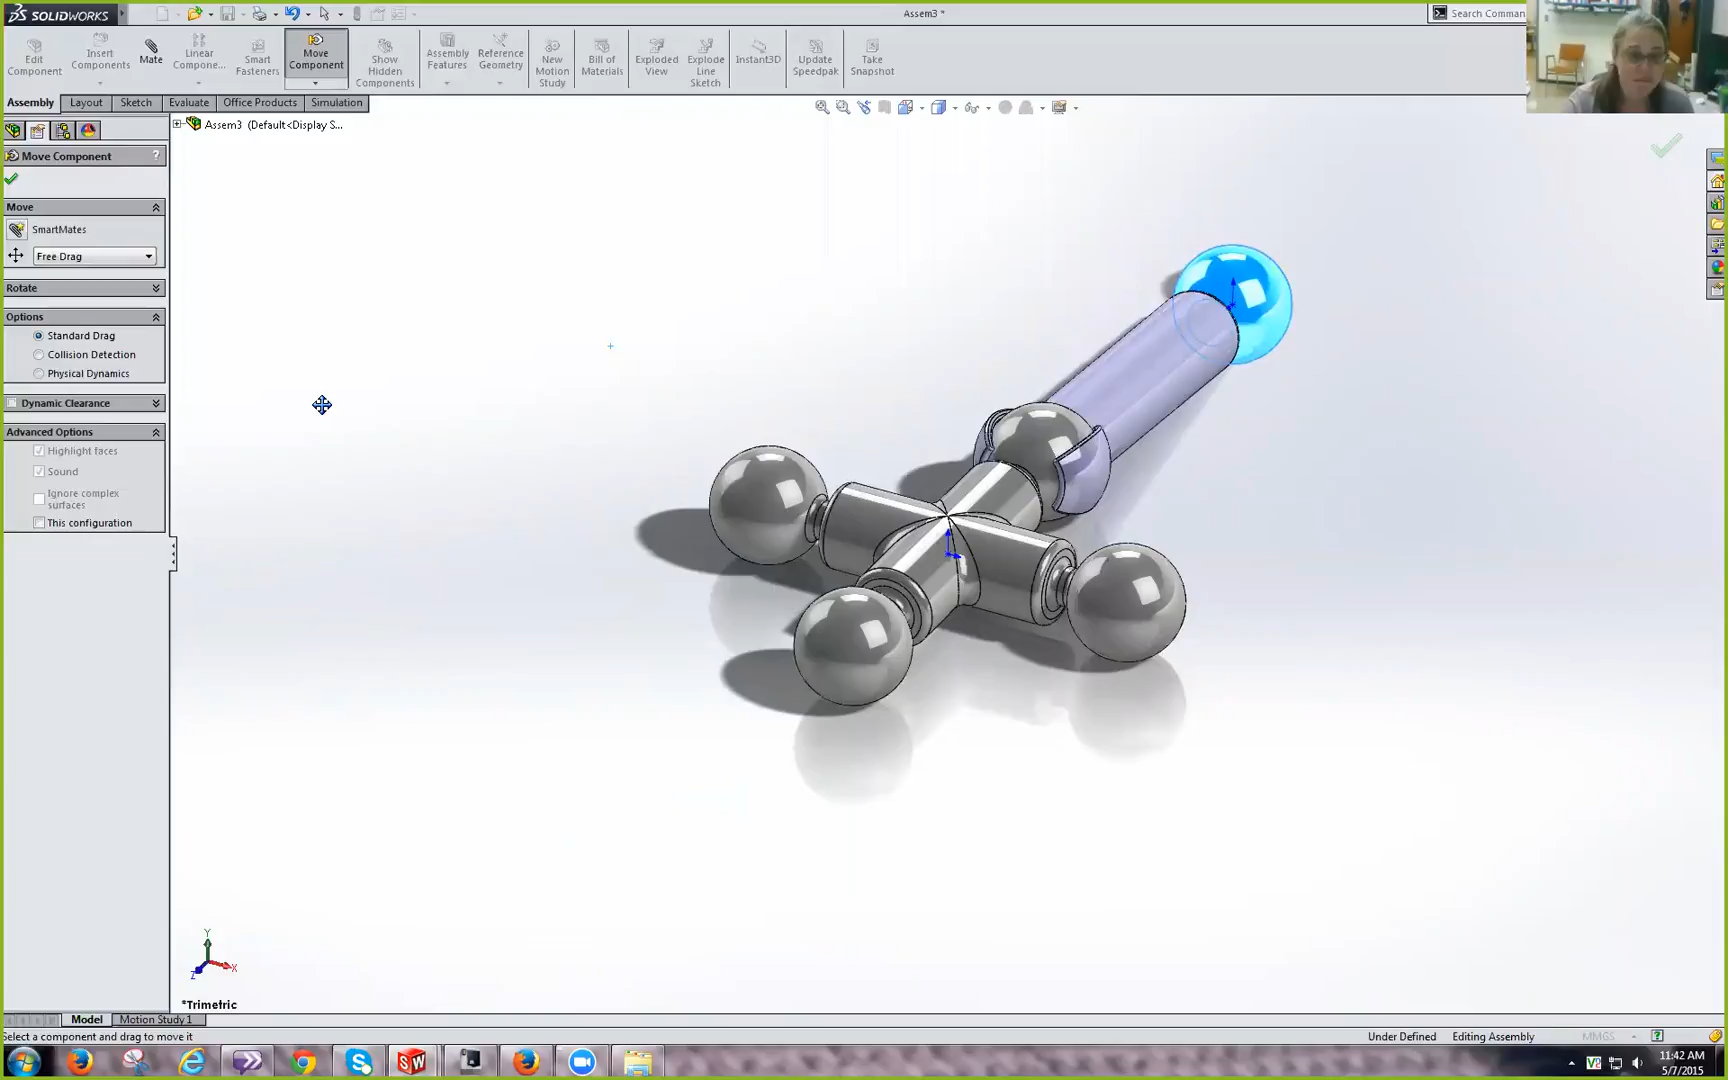 SOLIDWORKS
Assem3 *
Search Comman
Edit Component
Insert Components
Mate
Linear Compone...
Smart Fasteners
Move Component
Show Hidden Components
Assembly Features
Reference Geometry
New Motion Study
Bill of Materials
Exploded View
Explode Line Sketch
Instant3D
Update Speedpak
Take Snapshot
Assembly Layout Sketch Evaluate Office Products Simulation
Assem3 (Default<Display S...
Move Component ?
Move
SmartMates
Free Drag
Rotate
Options
Standard Drag
Collision Detection
Physical Dynamics
Dynamic Clearance
Advanced Options
Highlight faces
Sound
Ignore complex
surfaces
This configuration
Y
Z X
*Trimetric
Model Motion Study 1
Select a component and drag to move it Under Defined Editing Assembly MMGS
11:42 AM
5/7/2015